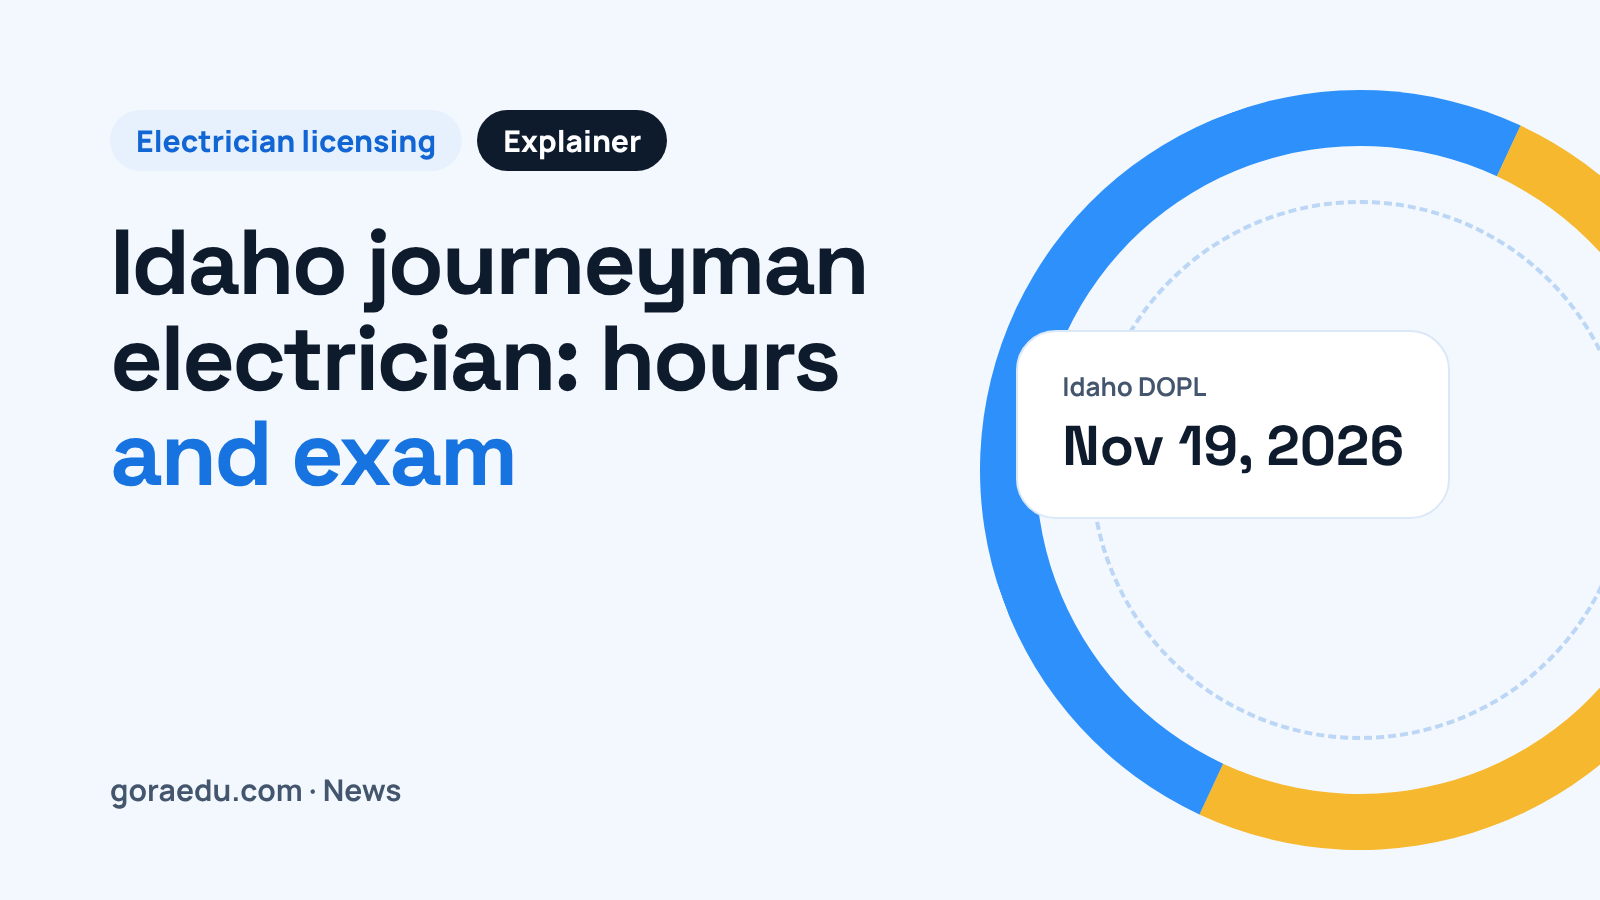 Electrician licensing
Explainer
Idaho journeyman
electrician: hours
and exam
Idaho DOPL
Nov 19, 2026
goraedu.com · News